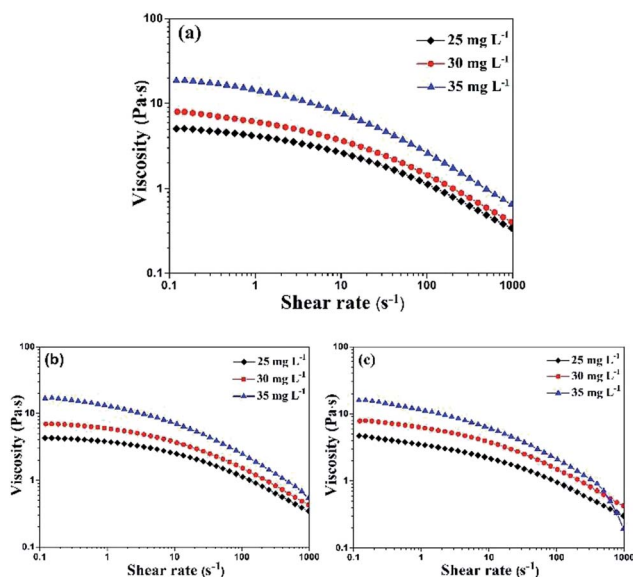 (a)
25 mg L⁻¹
30 mg L⁻¹
35 mg L⁻¹
Viscosity (Pa·s)
100
10
1
0.1
0.1 1 10 100 1000
Shear rate (s⁻¹)
(b)
25 mg L⁻¹
30 mg L⁻¹
35 mg L⁻¹
Viscosity (Pa·s)
100
10
1
0.1
0.1 1 10 100 1000
Shear rate (s⁻¹)
(c)
25 mg L⁻¹
30 mg L⁻¹
35 mg L⁻¹
Viscosity (Pa·s)
100
10
1
0.1
0.1 1 10 100 1000
Shear rate (s⁻¹)